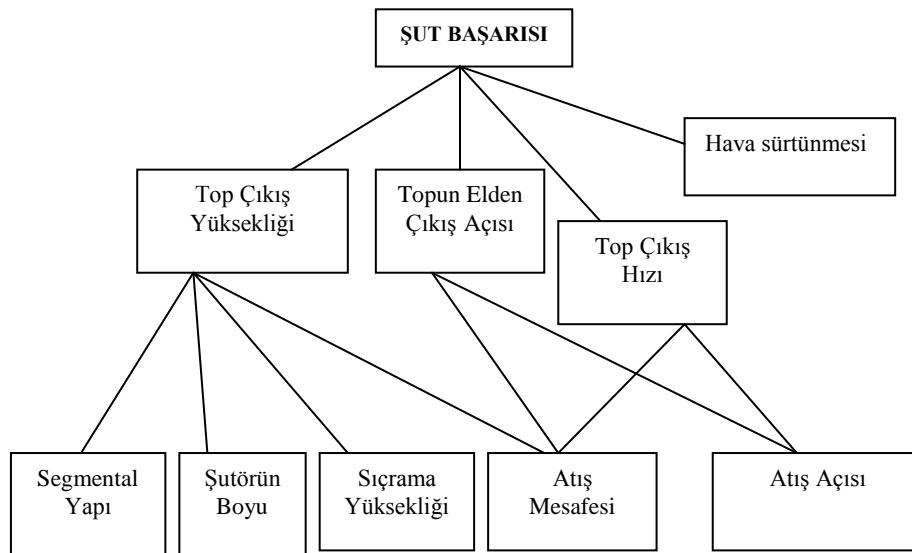 ŞUT BAŞARISI
Hava sürtünmesi
Top Çıkış
Yüksekliği
Topun Elden
Çıkış Açısı
Top Çıkış
Hızı
Segmental
Yapı
Şutörün
Boyu
Sıçrama
Yüksekliği
Atış
Mesafesi
Atış Açısı